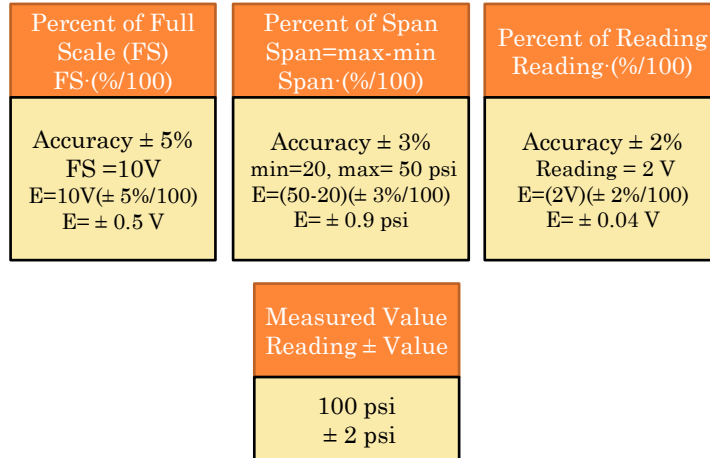 Percent of Full
Scale (FS)
FS·(%/100)
Accuracy ± 5%
FS =10V
E=10V(± 5%/100)
E= ± 0.5 V
Percent of Span
Span=max-min
Span·(%/100)
Accuracy ± 3%
min=20, max= 50 psi
E=(50-20)(± 3%/100)
E= ± 0.9 psi
Percent of Reading
Reading·(%/100)
Accuracy ± 2%
Reading = 2 V
E=(2V)(± 2%/100)
E= ± 0.04 V
Measured Value
Reading ± Value
100 psi
± 2 psi